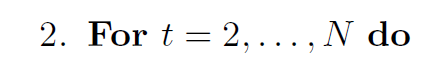 2. For t = 2, . . . , N do